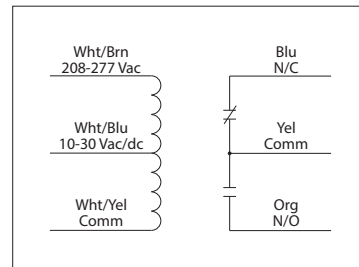 Wht/Brn
208-277 Vac
Wht/Blu
10-30 Vac/dc
Wht/Yel
Comm
Blu
N/C
Yel
Comm
Org
N/O